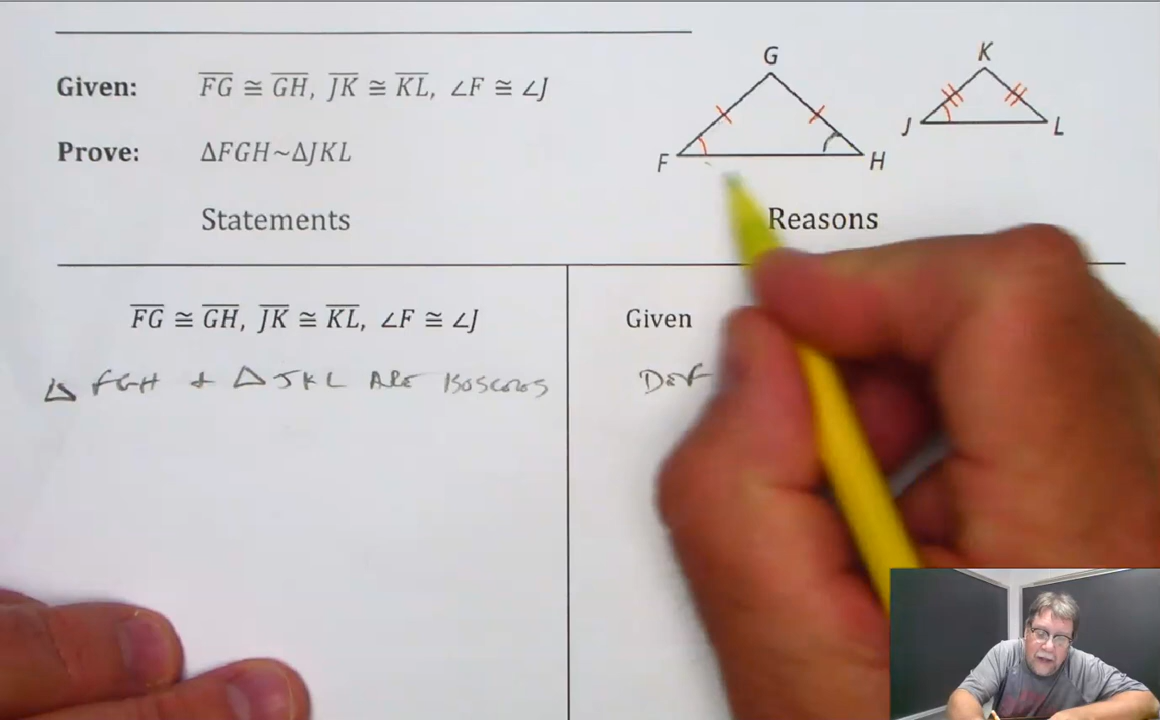 Given: FG ≅ GH, JK ≅ KL, ∠F ≅ ∠J
Prove: ΔFGH~ΔJKL
G
F
H
K
J
L
Statements
Reasons
FG ≅ GH, JK ≅ KL, ∠F ≅ ∠J
Given
Δ FGH + Δ JKL ARE
DEF